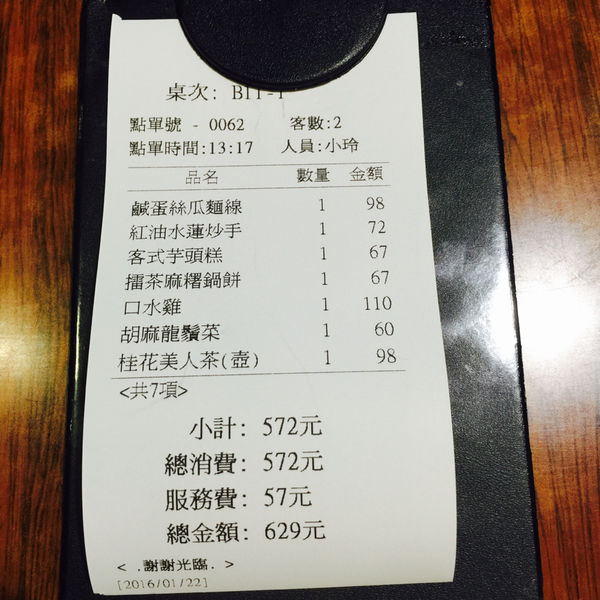 桌次: B11-1
點單號 - 0062 客數:2
點單時間:13:17 人員:小玲
品名 數量 金額
鹹蛋絲瓜麵線 1 98
紅油水蓮炒手 1 72
客式芋頭糕 1 67
擂茶麻糬鍋餅 1 67
口水雞 1 110
胡麻龍鬚菜 1 60
桂花美人茶(壺) 1 98
<共7項>
小計: 572元
總消費: 572元
服務費: 57元
總金額: 629元
< .謝謝光臨. >
[2016/01/22]